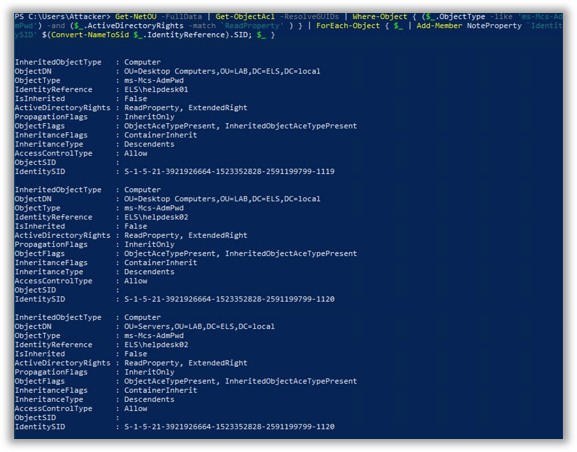 PS C:\Users\Attacker> Get-NetOU -FullData | Get-ObjectAcl -ResolveGUIDs | Where-Object { ($_.ObjectType -like 'ms-Mcs-Ad
mPwd') -and ($_.ActiveDirectoryRights -match 'ReadProperty' ) } | ForEach-Object { $_ | Add-Member NoteProperty 'Identit
ySID' $(Convert-NameToSid $_.IdentityReference).SID; $_ }
InheritedObjectType : Computer
ObjectDN : OU=Desktop Computers,OU=LAB,DC=ELS,DC=local
ObjectType : ms-Mcs-AdmPwd
IdentityReference : ELS\helpdesk01
IsInherited : False
ActiveDirectoryRights : ReadProperty, ExtendedRight
PropagationFlags : InheritOnly
ObjectFlags : ObjectAceTypePresent, InheritedObjectAceTypePresent
InheritanceFlags : ContainerInherit
InheritanceType : Descendents
AccessControlType : Allow
ObjectSID :
IdentitySID : S-1-5-21-3921926664-1523352828-2591199799-1119
InheritedObjectType : Computer
ObjectDN : OU=Desktop Computers,OU=LAB,DC=ELS,DC=local
ObjectType : ms-Mcs-AdmPwd
IdentityReference : ELS\helpdesk02
IsInherited : False
ActiveDirectoryRights : ReadProperty, ExtendedRight
PropagationFlags : InheritOnly
ObjectFlags : ObjectAceTypePresent, InheritedObjectAceTypePresent
InheritanceFlags : ContainerInherit
InheritanceType : Descendents
AccessControlType : Allow
ObjectSID :
IdentitySID : S-1-5-21-3921926664-1523352828-2591199799-1120
InheritedObjectType : Computer
ObjectDN : OU=Servers,OU=LAB,DC=ELS,DC=local
ObjectType : ms-Mcs-AdmPwd
IdentityReference : ELS\helpdesk02
IsInherited : False
ActiveDirectoryRights : ReadProperty, ExtendedRight
PropagationFlags : InheritOnly
ObjectFlags : ObjectAceTypePresent, InheritedObjectAceTypePresent
InheritanceFlags : ContainerInherit
InheritanceType : Descendents
AccessControlType : Allow
ObjectSID :
IdentitySID : S-1-5-21-3921926664-1523352828-2591199799-1120